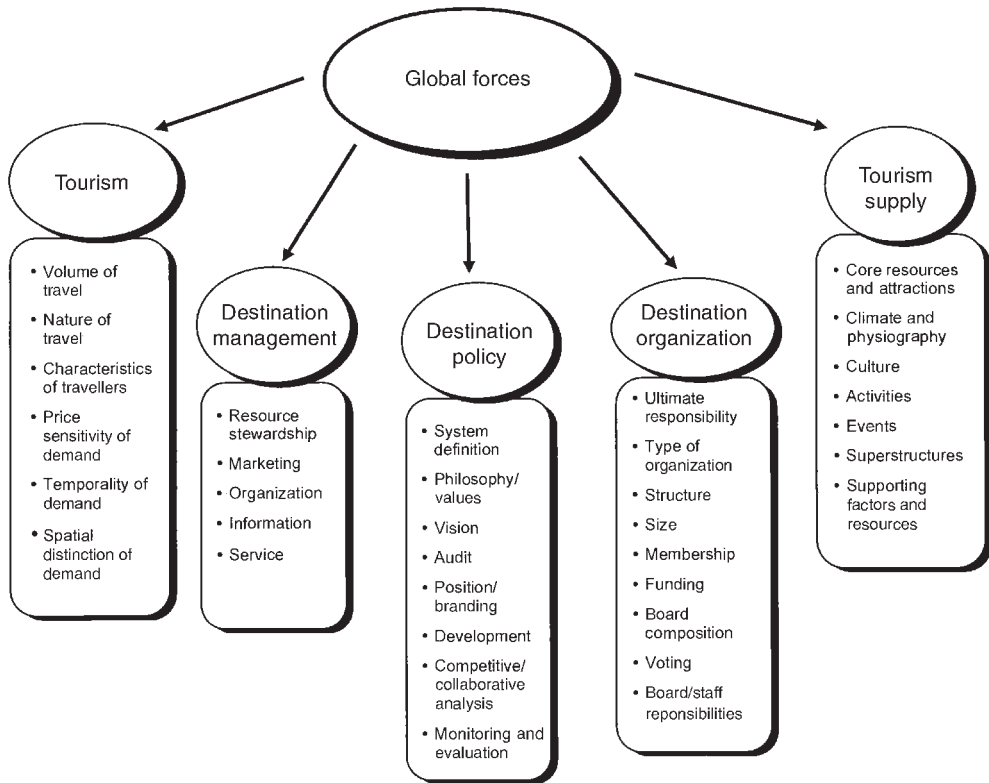 Global forces
Tourism
• Volume of
travel
• Nature of
travel
• Characteristics
of travellers
• Price
sensitivity of
demand
• Temporality of
demand
• Spatial
distinction of
demand
Destination
management
• Resource
stewardship
• Marketing
• Organization
• Information
• Service
Destination
policy
• System
definition
• Philosophy/
values
• Vision
• Audit
• Position/
branding
• Development
• Competitive/
collaborative
analysis
• Monitoring and
evaluation
Destination
organization
• Ultimate
responsibility
• Type of
organization
• Structure
• Size
• Membership
• Funding
• Board
composition
• Voting
• Board/staff
reponsibilities
Tourism
supply
• Core resources
and attractions
• Climate and
physiography
• Culture
• Activities
• Events
• Superstructures
• Supporting
factors and
resources